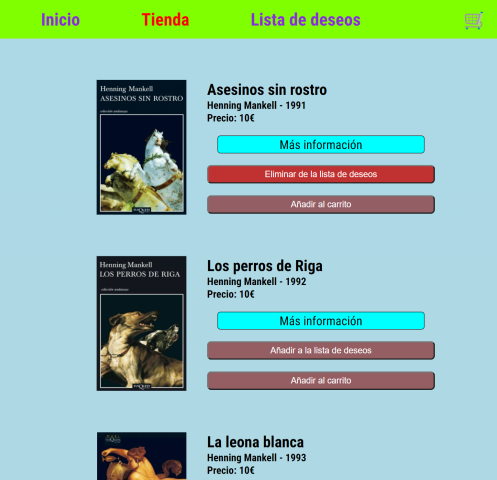 Inicio
Tienda
Lista de deseos
Henning Mankell
ASESINOS SIN ROSTRO
colección andanzas
Asesinos sin rostro
Henning Mankell - 1991
Precio: 10€
Más información
Eliminar de la lista de deseos
Añadir al carrito
Henning Mankell
LOS PERROS DE RIGA
colección andanzas
Los perros de Riga
Henning Mankell - 1992
Precio: 10€
Más información
Añadir a la lista de deseos
Añadir al carrito
La leona blanca
Henning Mankell - 1993
Precio: 10€